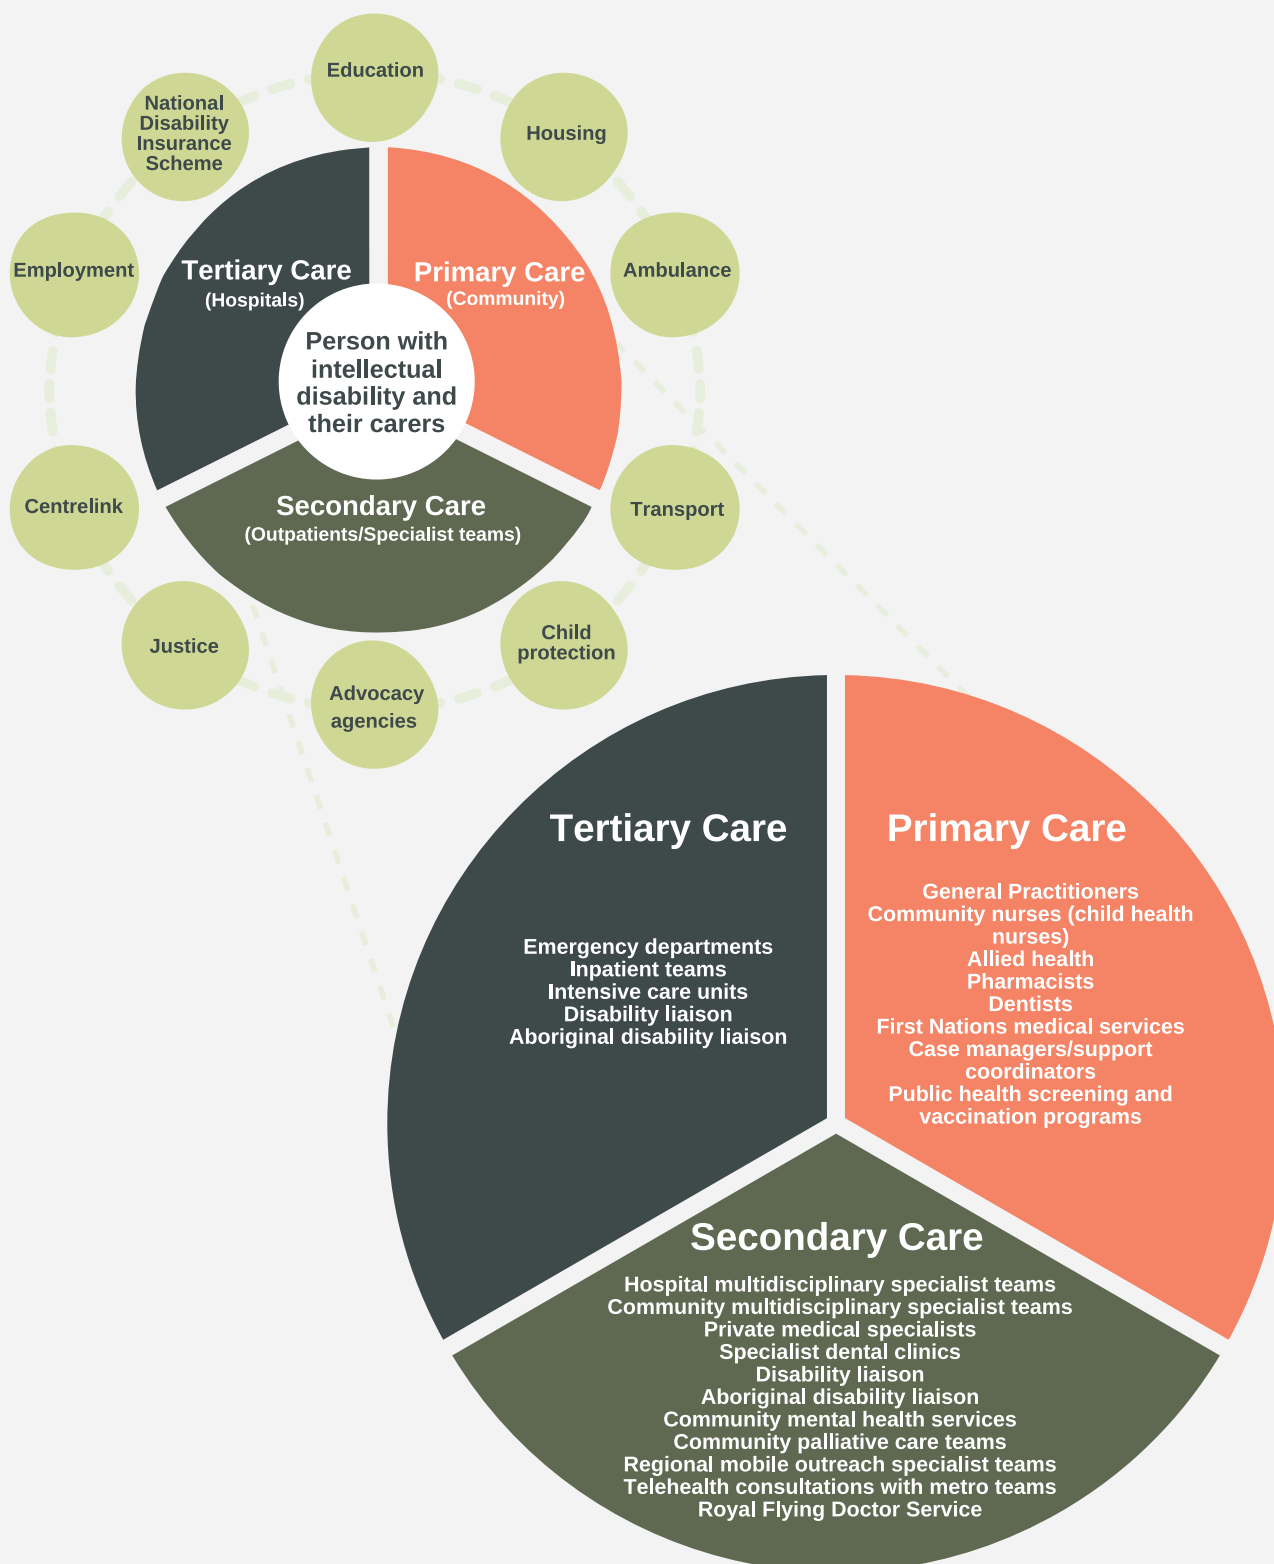 Education
National
Disability
Insurance
Scheme
Housing
Employment
Ambulance
Tertiary Care
(Hospitals)
Primary Care
(Community)
Person with
intellectual
disability and
their carers
Centrelink
Transport
Secondary Care
(Outpatients/Specialist teams)
Justice
Child
protection
Advocacy
agencies
Tertiary Care
Emergency departments
Inpatient teams
Intensive care units
Disability liaison
Aboriginal disability liaison
Primary Care
General Practitioners
Community nurses (child health
nurses)
Allied health
Pharmacists
Dentists
First Nations medical services
Case managers/support
coordinators
Public health screening and
vaccination programs
Secondary Care
Hospital multidisciplinary specialist teams
Community multidisciplinary specialist teams
Private medical specialists
Specialist dental clinics
Disability liaison
Aboriginal disability liaison
Community mental health services
Community palliative care teams
Regional mobile outreach specialist teams
Telehealth consultations with metro teams
Royal Flying Doctor Service